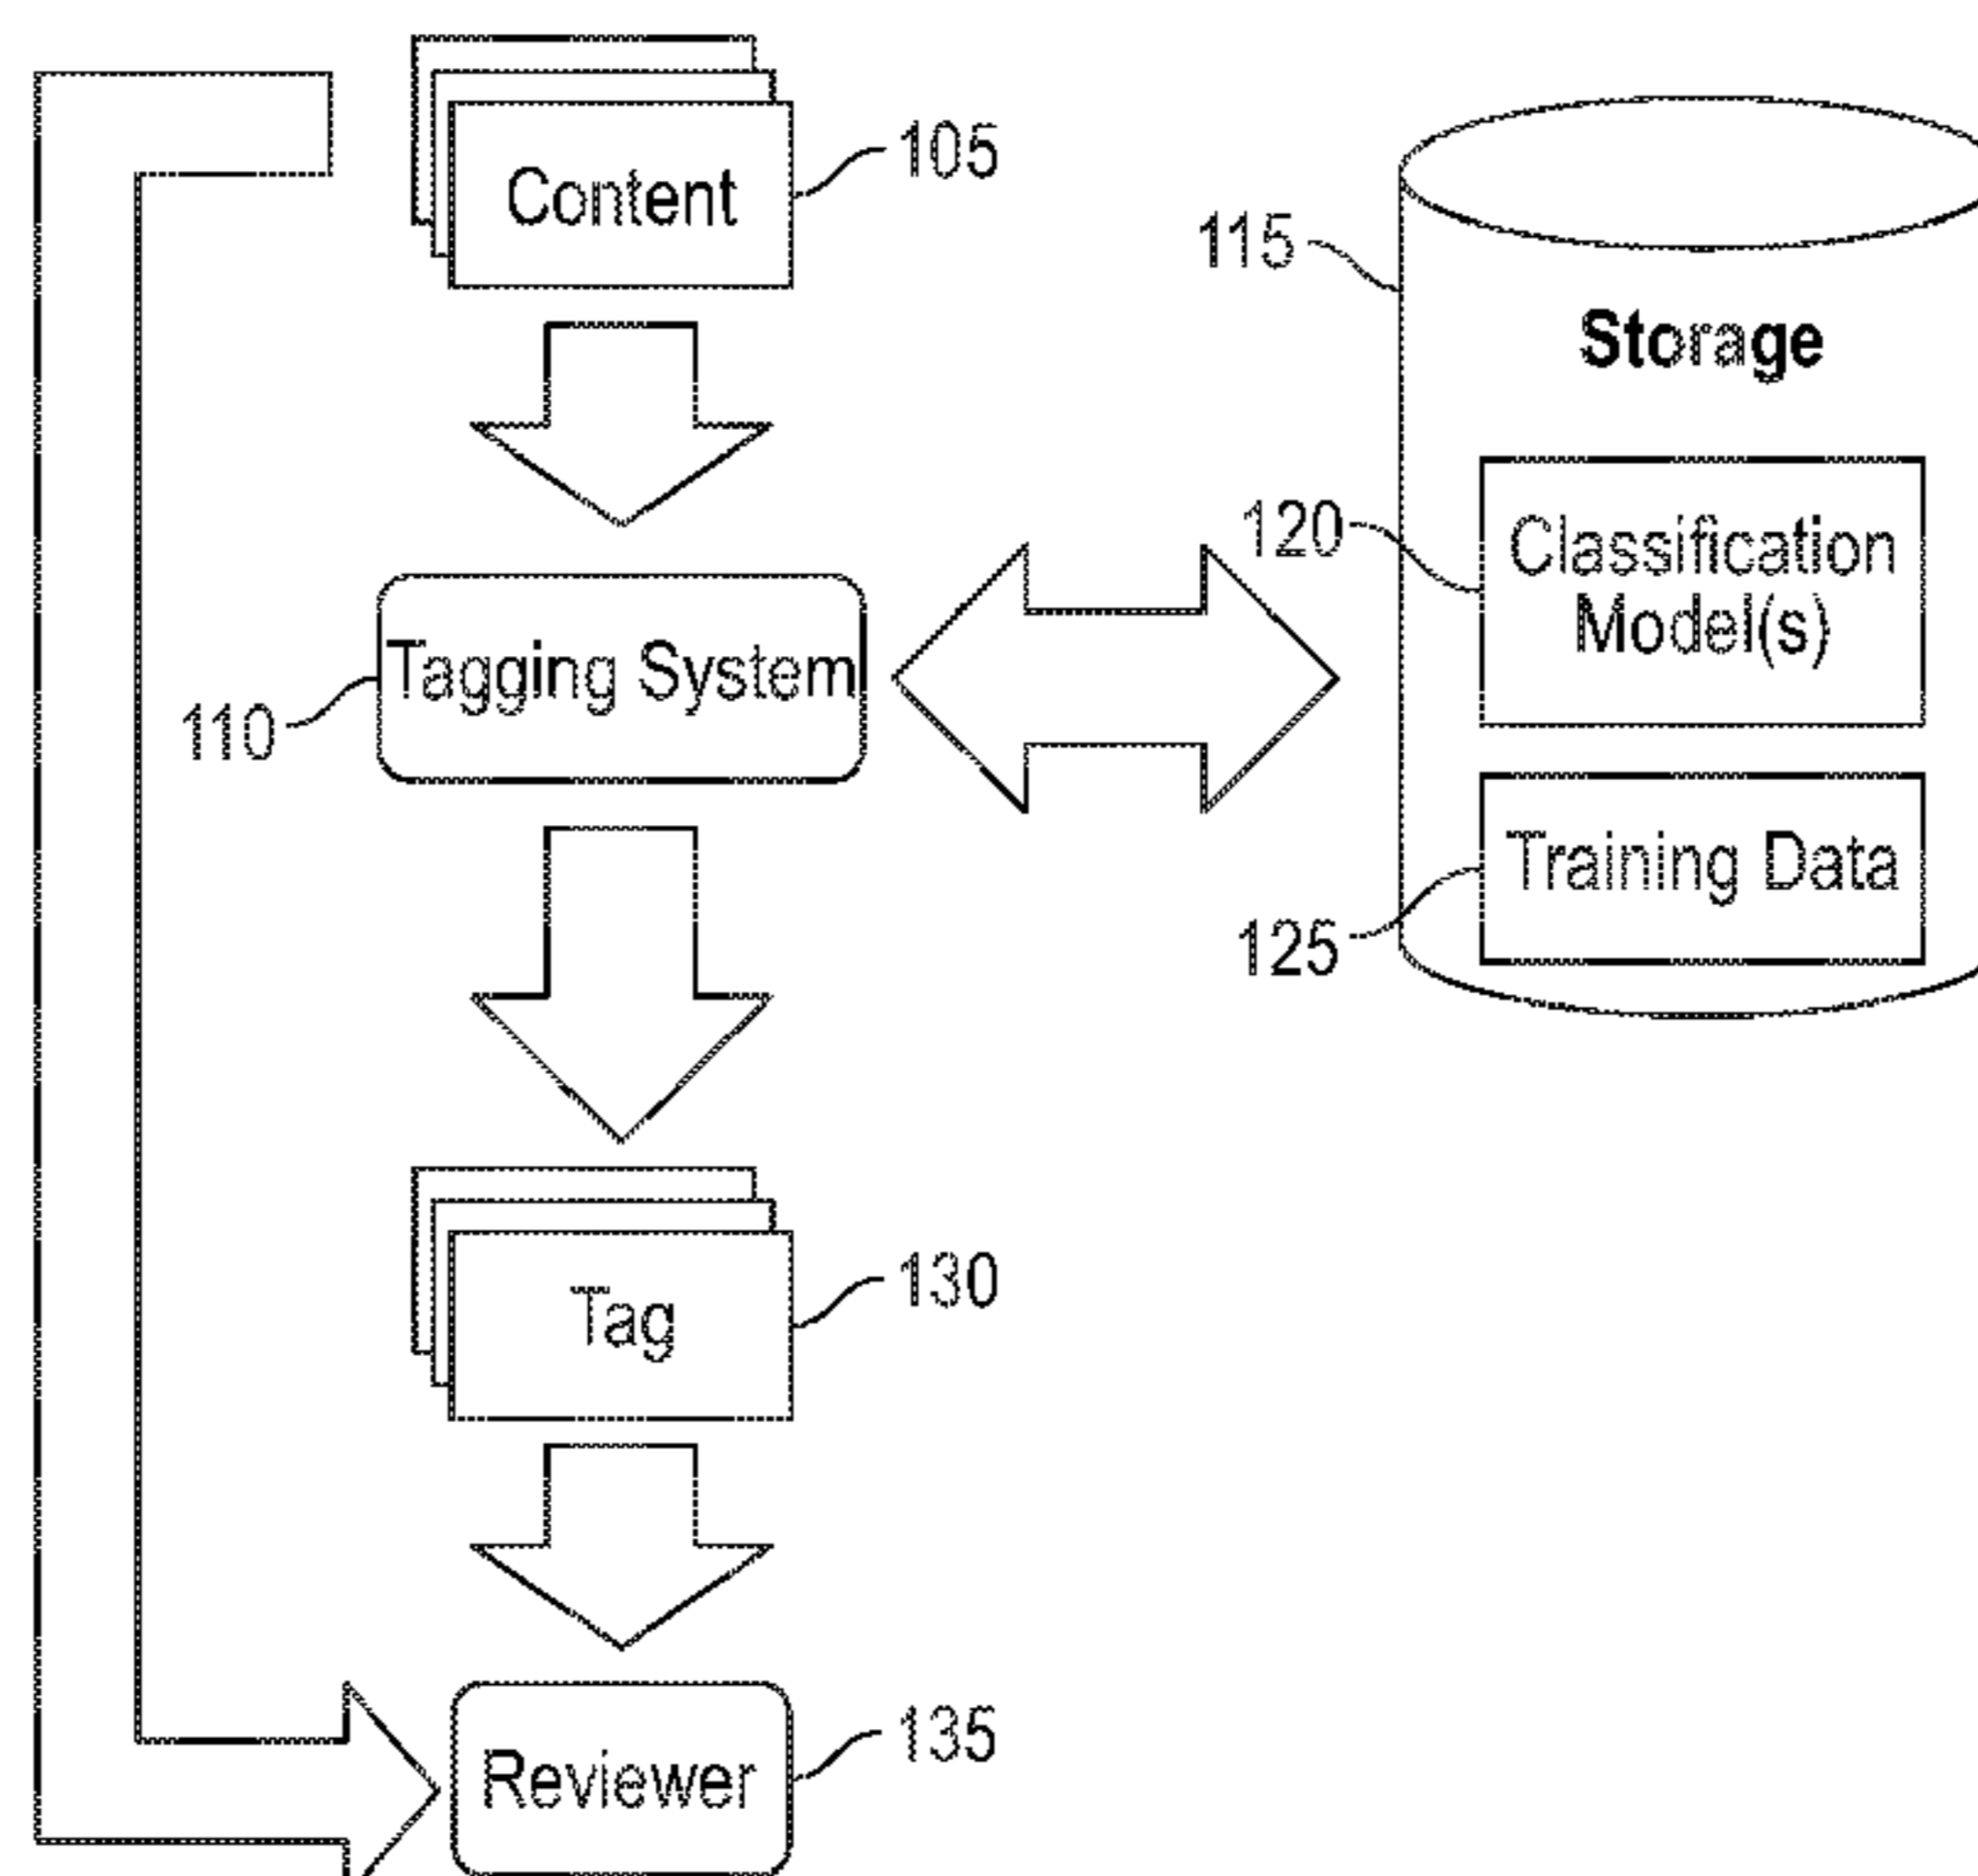 Content
105
115
Storage
120
Classification
Model(s)
Tagging System
110
Training Data
125
Tag
130
Reviewer
135